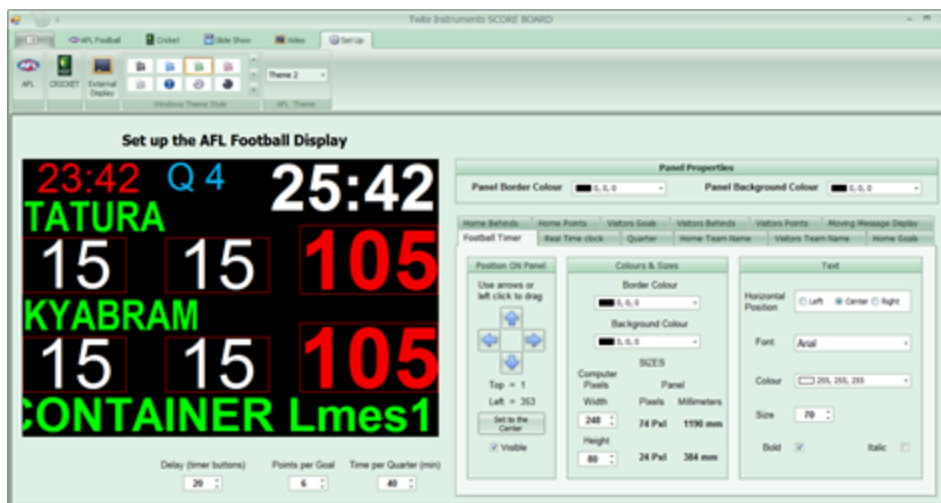 Twite Instruments SCORE BOARD
AFL Football Cricket Slide Show Video Set Up
AFL CRICKET External Display
Theme 2
Windows Theme Style AFL Theme
Set up the AFL Football Display
23:42 Q 4 25:42
TATURA
15 15 105
KYABRAM
15 15 105
CONTAINER Lmes1
Delay (timer buttons) Points per Goal Time per Quarter (min)
20 6 40
Panel Properties
Panel Border Colour 0, 0, 0 Panel Background Colour 0, 0, 0
Home Behinds Home Points Visitors Goals Visitors Behinds Visitors Points Moving Message Display
Football Timer Real Time clock Quarter Home Team Name Visitors Team Name Home Goals
Position ON Panel
Use arrows or
left click to drag
Top = 1
Left = 353
Set to the
Center
Visible
Colours & Sizes
Border Colour
0, 0, 0
Background Colour
0, 0, 0
SIZES
Computer
Pixels Panel
Width Pixels Millimeters
248 74 Pxl 1190 mm
Height
80 24 Pxl 384 mm
Text
Horizontal
Position Left Center Right
Font Arial
Colour 255, 255, 255
Size 70
Bold Italic